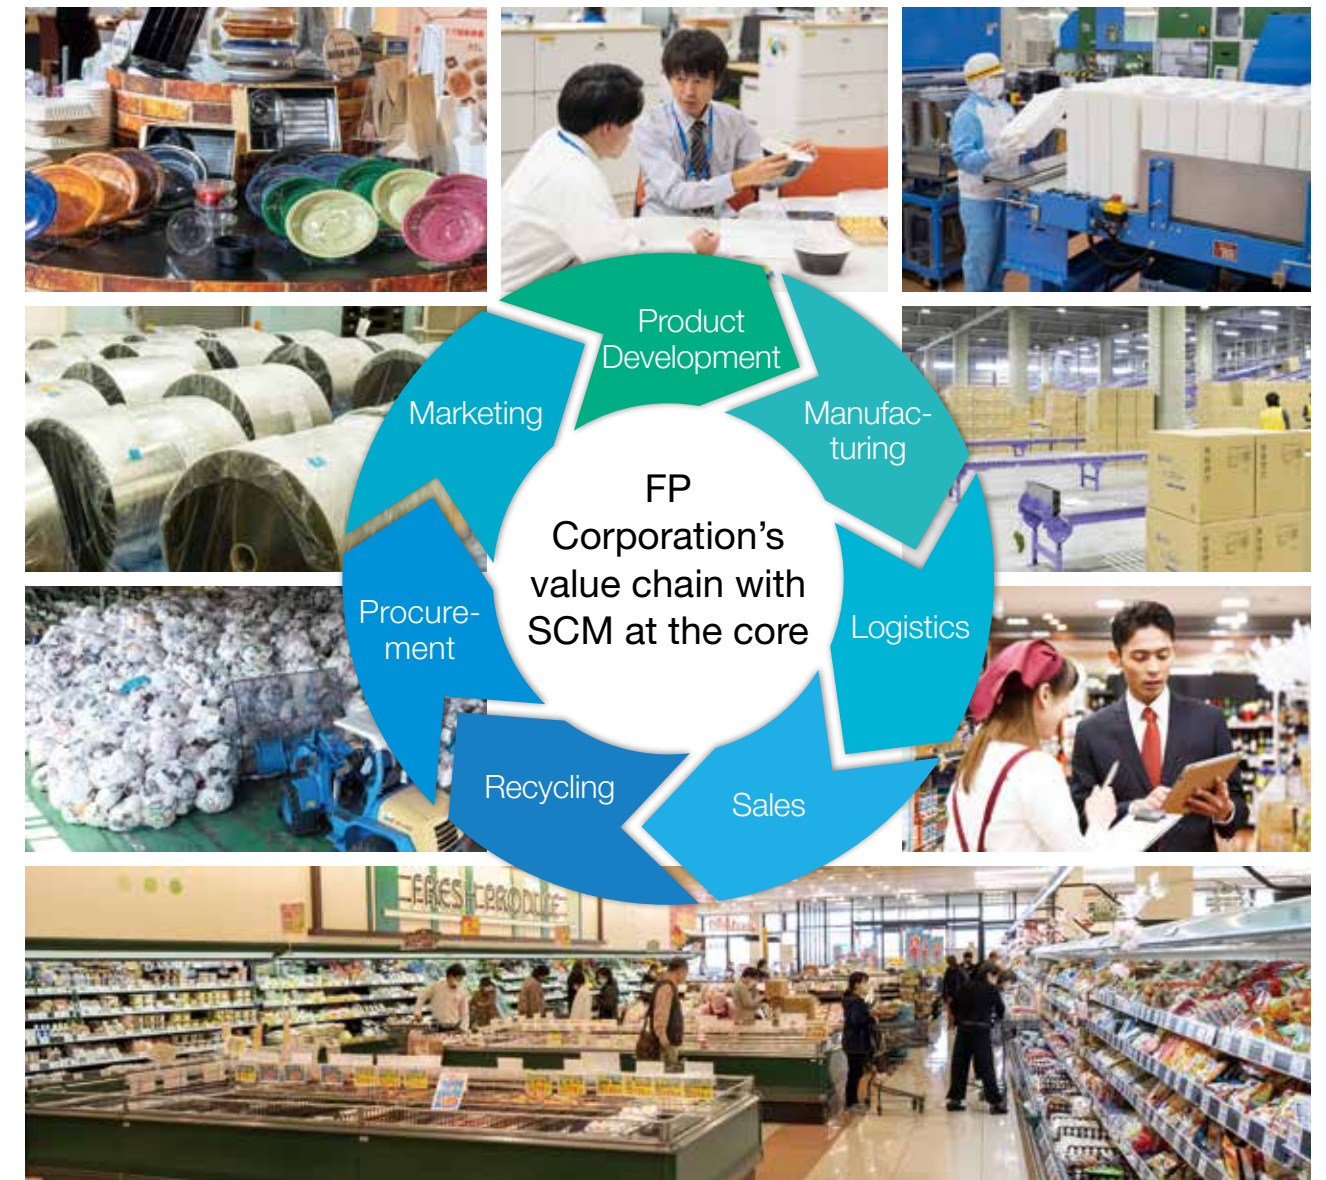 Product
Development
Manufac-
turing
Marketing
FP
Corporation's
value chain with
SCM at the core
Procure-
ment
Logistics
Recycling
Sales
FRESH PRODUCE